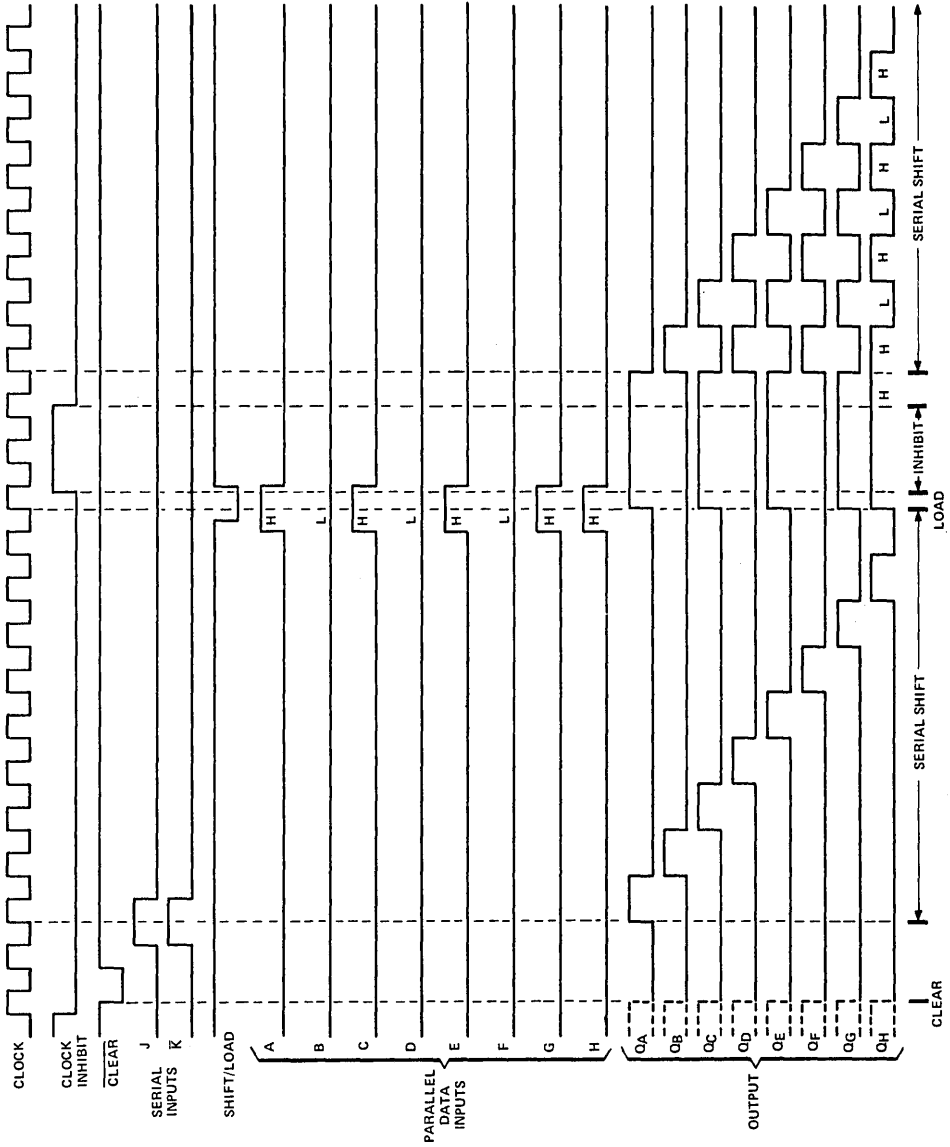 CLOCK
CLOCK
INHIBIT
CLEAR
J
SERIAL
INPUTS
K
SHIFT/LOAD
A
H
B
L
C
H
PARALLEL
DATA
INPUTS
D
L
E
H
F
L
G
H
H
H
QA
QB
QC
QD
OUTPUT
QE
QF
QG
QH
H
H
L
H
L
H
L
H
SERIAL SHIFT
INHIBIT
SERIAL SHIFT
CLEAR
LOAD